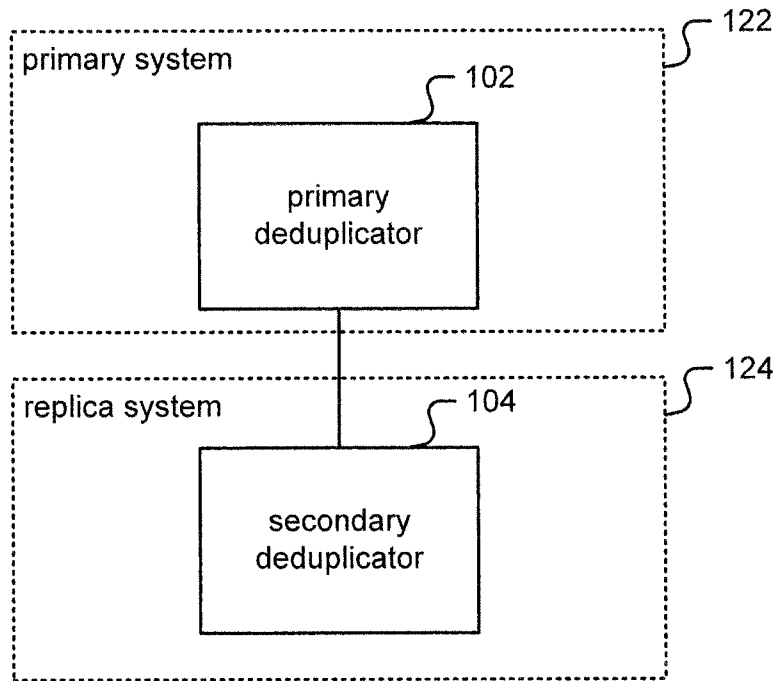 122
primary system
102
primary
deduplicator
124
replica system
104
secondary
deduplicator